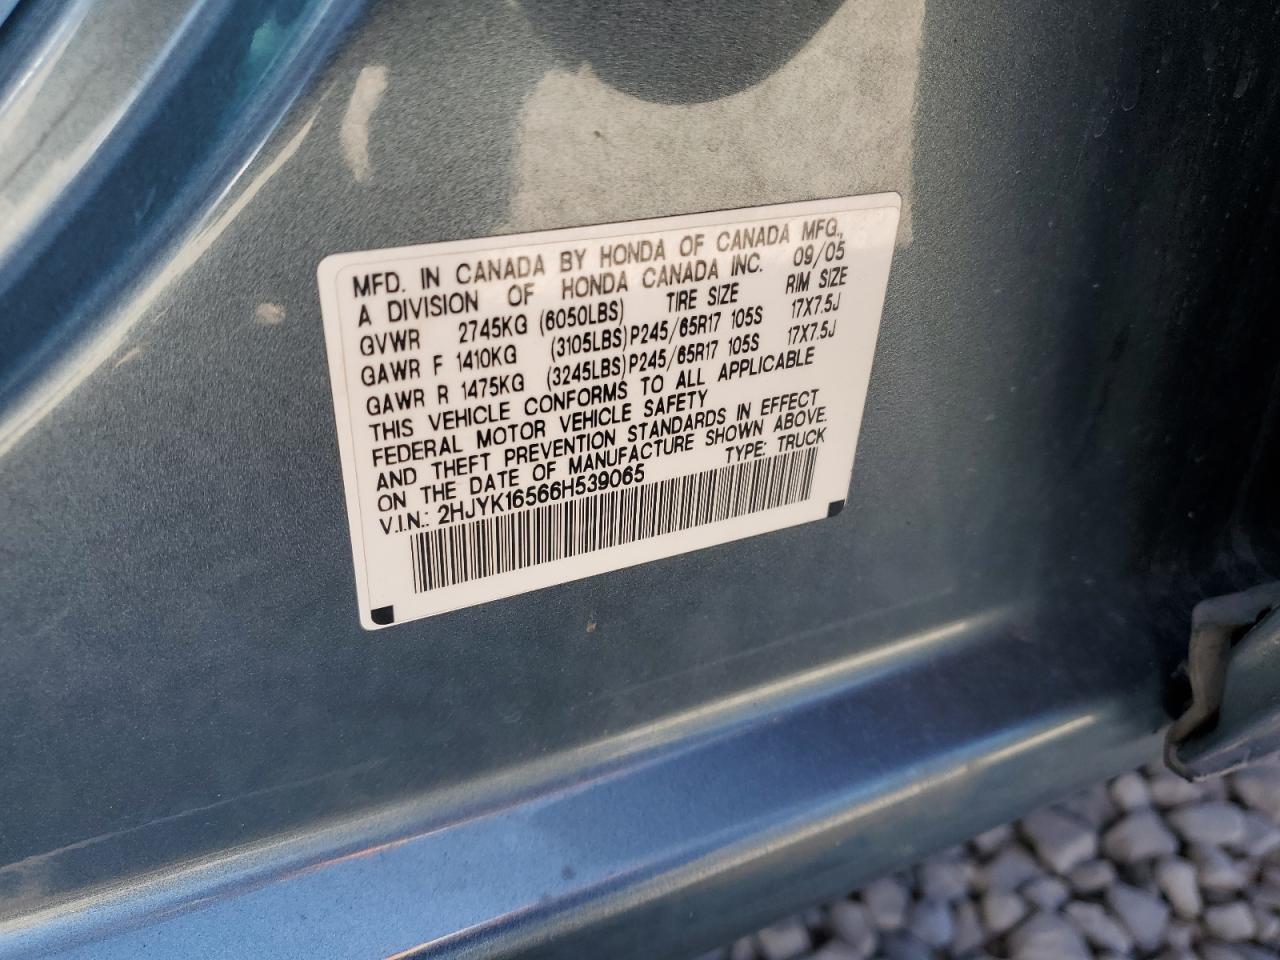 MFD. IN CANADA BY HONDA OF CANADA MFG.,
A DIVISION OF HONDA CANADA INC. 09/05
GVWR 2745KG (6050LBS) TIRE SIZE RIM SIZE
GAWR F 1410KG (3105LBS) P245/65R17 105S 17X7.5J
GAWR R 1475KG (3245LBS) P245/65R17 105S 17X7.5J
THIS VEHICLE CONFORMS TO ALL APPLICABLE
FEDERAL MOTOR VEHICLE SAFETY
AND THEFT PREVENTION STANDARDS IN EFFECT
ON THE DATE OF MANUFACTURE SHOWN ABOVE.
V.I.N.: 2HJYK16566H539065 TYPE: TRUCK